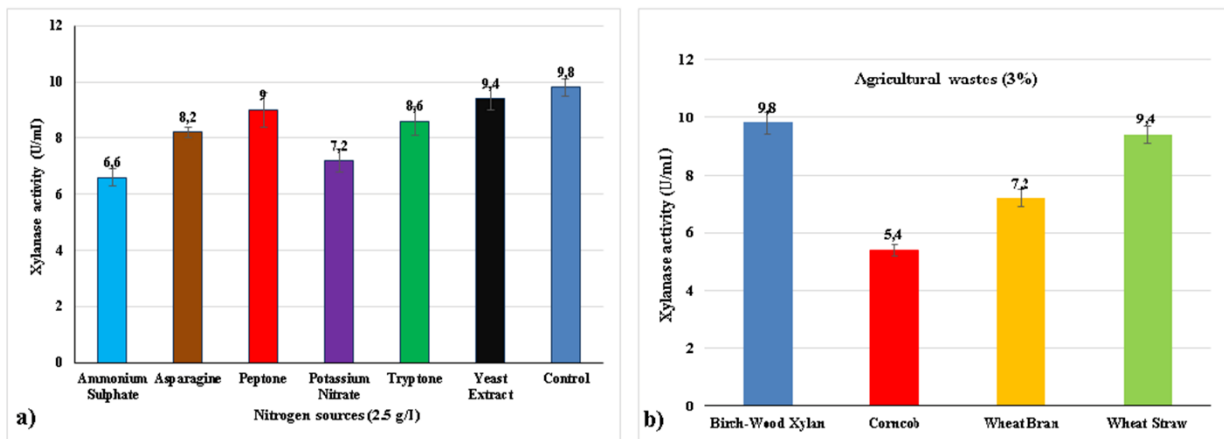 12
10
8
6
4
2
0
Xylanase activity (U/ml)
6,6
8,2
9
7,2
8,6
9,4
9,8
Ammonium Sulphate
Asparagine
Peptone
Potassium Nitrate
Tryptone
Yeast Extract
Control
Nitrogen sources (2.5 g/l)
a)
12
10
8
6
4
2
0
Xylanase activity (U/ml)
Agricultural wastes (3%)
9,8
5,4
7,2
9,4
Birch-Wood Xylan
Corncob
Wheat Bran
Wheat Straw
b)